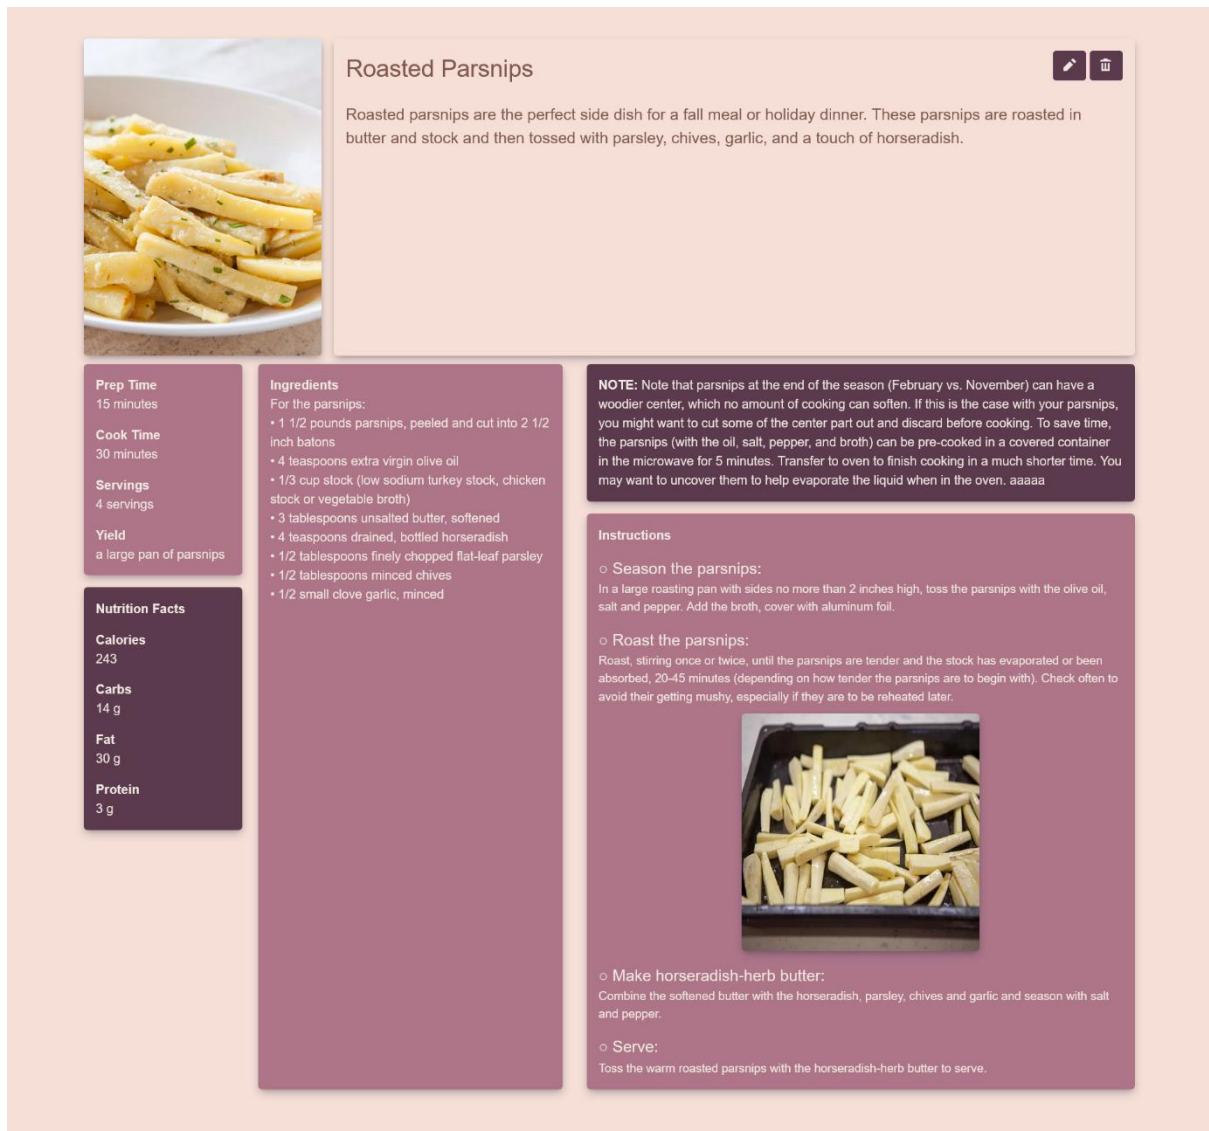 Roasted Parsnips
Roasted parsnips are the perfect side dish for a fall meal or holiday dinner. These parsnips are roasted in
butter and stock and then tossed with parsley, chives, garlic, and a touch of horseradish.
Prep Time
15 minutes
Cook Time
30 minutes
Servings
4 servings
Yield
a large pan of parsnips
Nutrition Facts
Calories
243
Carbs
14 g
Fat
30 g
Protein
3 g
Ingredients
For the parsnips:
• 1 1/2 pounds parsnips, peeled and cut into 2 1/2
inch batons
• 4 teaspoons extra virgin olive oil
• 1/3 cup stock (low sodium turkey stock, chicken
stock or vegetable broth)
• 3 tablespoons unsalted butter, softened
• 4 teaspoons drained, bottled horseradish
• 1/2 tablespoons finely chopped flat-leaf parsley
• 1/2 tablespoons minced chives
• 1/2 small clove garlic, minced
NOTE: Note that parsnips at the end of the season (February vs. November) can have a
woodier center, which no amount of cooking can soften. If this is the case with your parsnips,
you might want to cut some of the center part out and discard before cooking. To save time,
the parsnips (with the oil, salt, pepper, and broth) can be pre-cooked in a covered container
in the microwave for 5 minutes. Transfer to oven to finish cooking in a much shorter time. You
may want to uncover them to help evaporate the liquid when in the oven. aaaaa
Instructions
○ Season the parsnips:
In a large roasting pan with sides no more than 2 inches high, toss the parsnips with the olive oil,
salt and pepper. Add the broth, cover with aluminum foil.
○ Roast the parsnips:
Roast, stirring once or twice, until the parsnips are tender and the stock has evaporated or been
absorbed, 20-45 minutes (depending on how tender the parsnips are to begin with). Check often to
avoid their getting mushy, especially if they are to be reheated later.
○ Make horseradish-herb butter:
Combine the softened butter with the horseradish, parsley, chives and garlic and season with salt
and pepper.
○ Serve:
Toss the warm roasted parsnips with the horseradish-herb butter to serve.